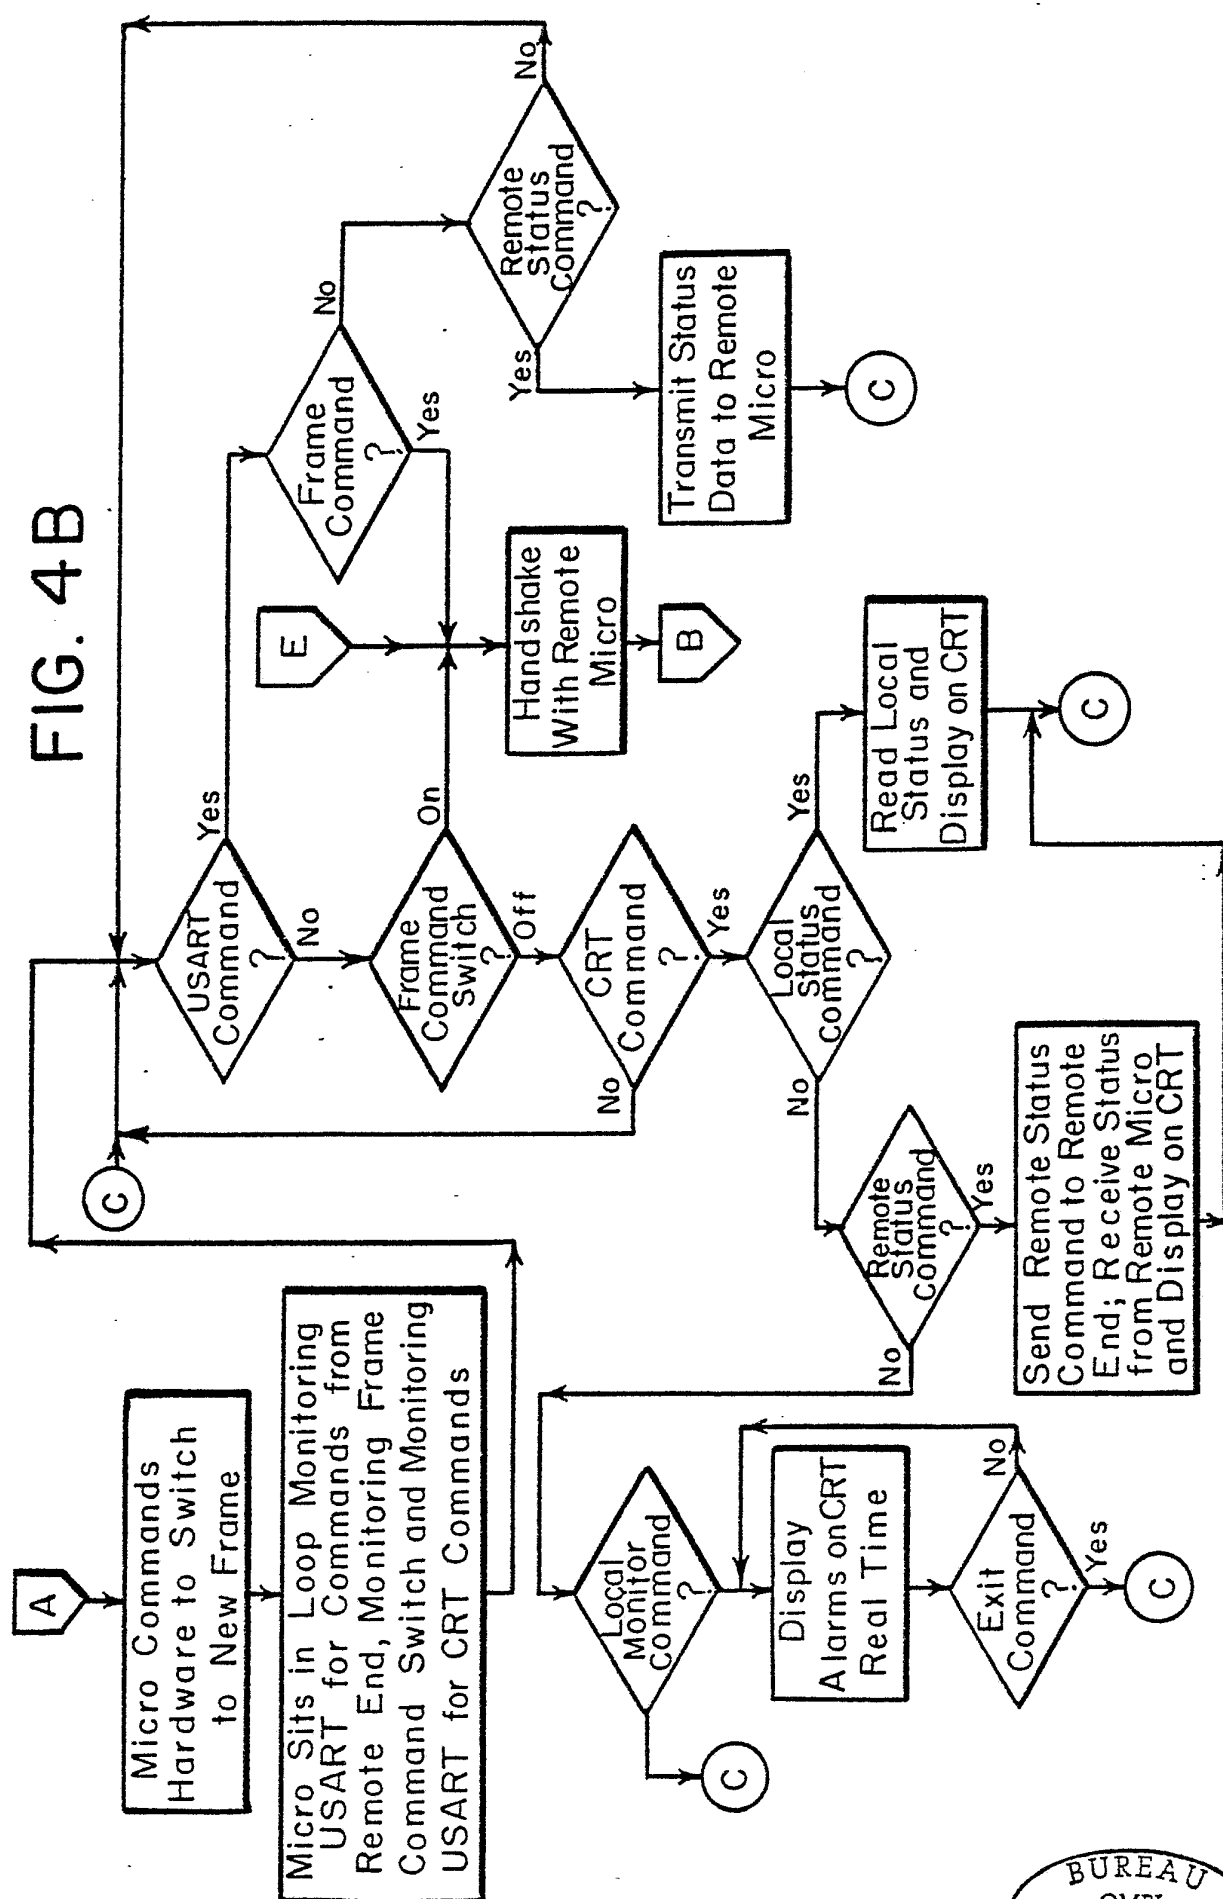 FIG. 4B
A
Micro Commands
Hardware to Switch
to New Frame
Micro Sits in Loop Monitoring
USART for Commands from
Remote End, Monitoring Frame
Command Switch and Monitoring
USART for CRT Commands
C
USART
Command
?
Yes
No
Frame
Command
?
No
Yes
Remote
Status
Command
?
No
Yes
Transmit Status
Data to Remote
Micro
C
E
Frame
Command
Switch
?
On
Off
Handshake
With Remote
Micro
B
CRT
Command
?
No
Yes
Local
Status
Command
?
Yes
No
Read Local
Status and
Display on CRT
C
Remote
Status
Command
?
No
Yes
Send Remote Status
Command to Remote
End; Receive Status
from Remote Micro
and Display on CRT
Local
Monitor
Command
?
C
Display
Alarms on CRT
Real Time
Exit
Command
?
No
Yes
C
BUREAU